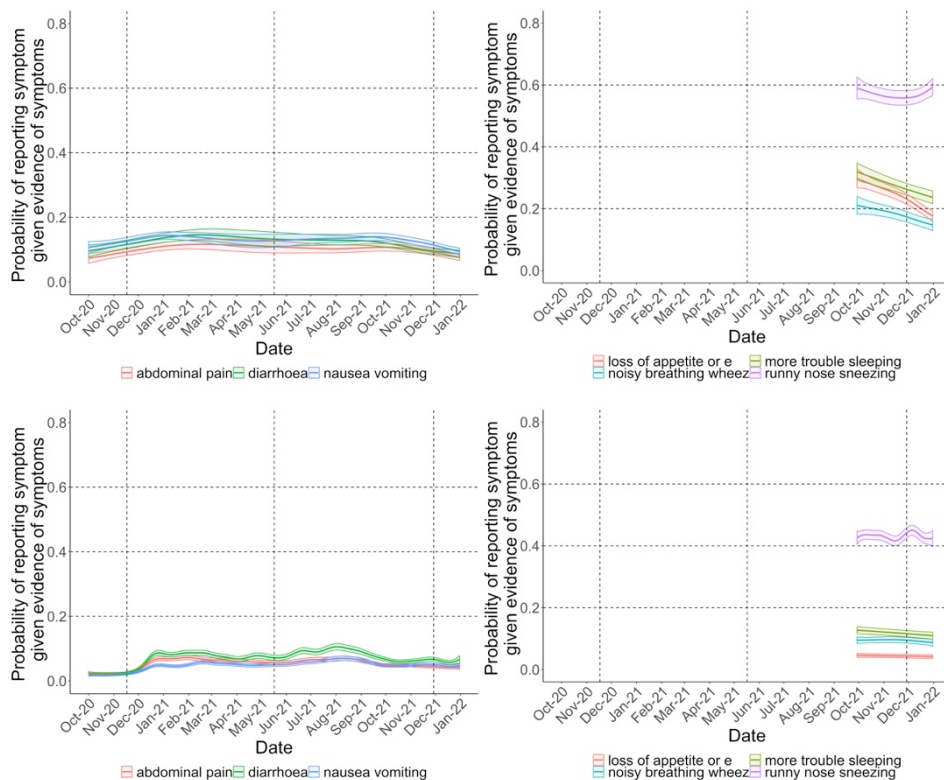 Probability of reporting symptom
given evidence of symptoms
0.8
0.6
0.4
0.2
0.0
Oct-20 Nov-20 Dec-20 Jan-21 Feb-21 Mar-21 Apr-21 May-21 Jun-21 Jul-21 Aug-21 Sep-21 Oct-21 Nov-21 Dec-21 Jan-22
Date
abdominal pain diarrhoea nausea vomiting
Probability of reporting symptom
given evidence of symptoms
0.8
0.6
0.4
0.2
0.0
Oct-20 Nov-20 Dec-20 Jan-21 Feb-21 Mar-21 Apr-21 May-21 Jun-21 Jul-21 Aug-21 Sep-21 Oct-21 Nov-21 Dec-21 Jan-22
Date
loss of appetite or e more trouble sleeping
noisy breathing wheez runny nose sneezing
Probability of reporting symptom
given evidence of symptoms
0.8
0.6
0.4
0.2
0.0
Oct-20 Nov-20 Dec-20 Jan-21 Feb-21 Mar-21 Apr-21 May-21 Jun-21 Jul-21 Aug-21 Sep-21 Oct-21 Nov-21 Dec-21 Jan-22
Date
abdominal pain diarrhoea nausea vomiting
Probability of reporting symptom
given evidence of symptoms
0.8
0.6
0.4
0.2
0.0
Oct-20 Nov-20 Dec-20 Jan-21 Feb-21 Mar-21 Apr-21 May-21 Jun-21 Jul-21 Aug-21 Sep-21 Oct-21 Nov-21 Dec-21 Jan-22
Date
loss of appetite or e more trouble sleeping
noisy breathing wheez runny nose sneezing